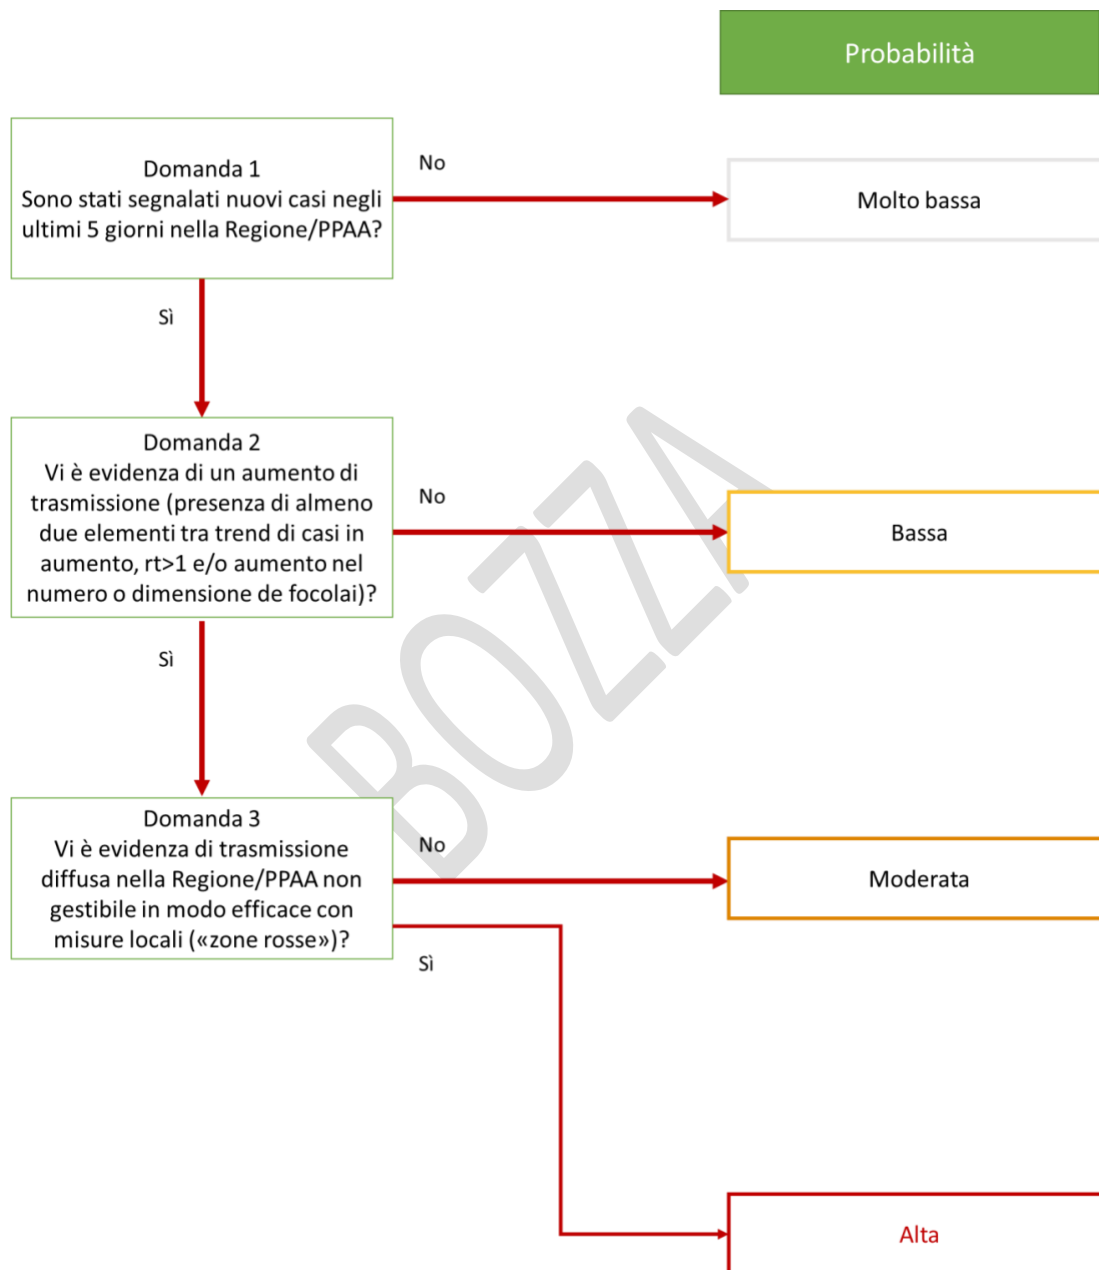 Probabilità
Domanda 1
Sono stati segnalati nuovi casi negli
ultimi 5 giorni nella Regione/PPAA?
No
Molto bassa
Sì
Domanda 2
Vi è evidenza di un aumento di
trasmissione (presenza di almeno
due elementi tra trend di casi in
aumento, rt>1 e/o aumento nel
numero o dimensione de focolai)?
No
Bassa
Sì
BOZZA
Domanda 3
Vi è evidenza di trasmissione
diffusa nella Regione/PPAA non
gestibile in modo efficace con
misure locali («zone rosse»)?
No
Moderata
Sì
Alta